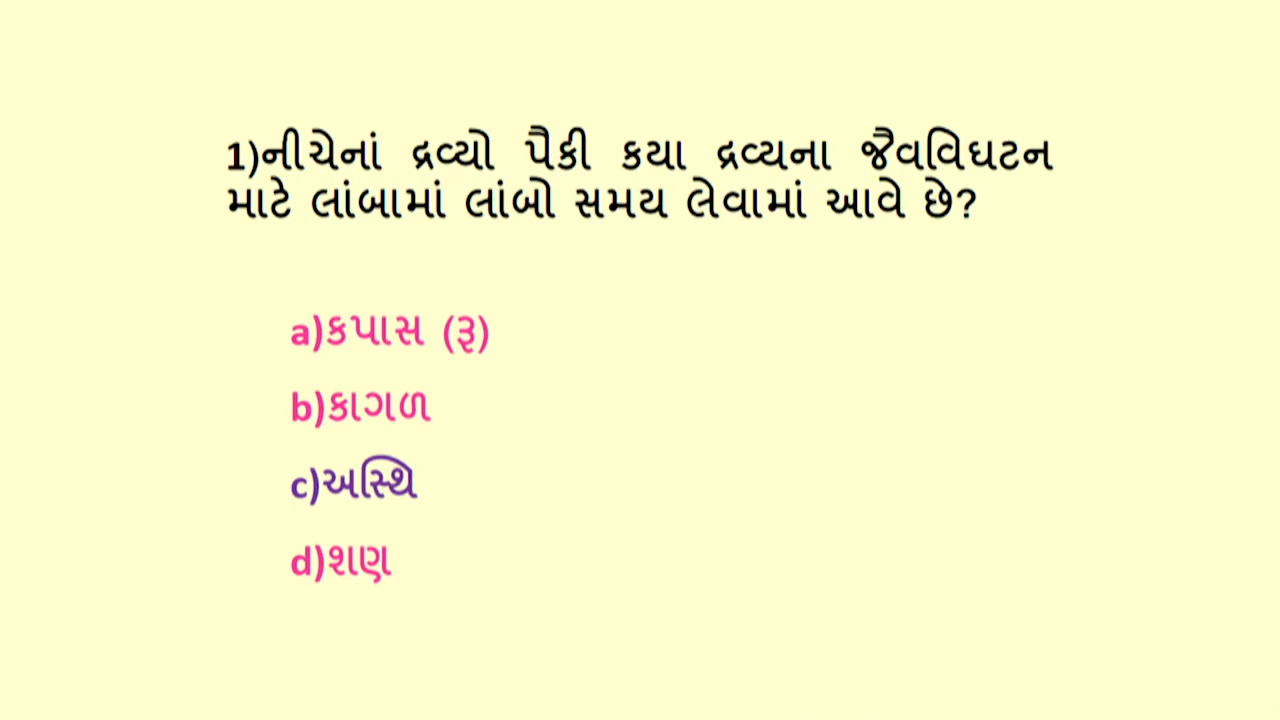 1)નીચેનાં દ્રવ્યો પૈકી કયા દ્રવ્યના જૈવવિઘટન
માટે લાંબામાં લાંબો સમય લેવામાં આવે છે?
a)કપાસ (રૂ)
b)કાગળ
c)અસ્થિ
d)શણ